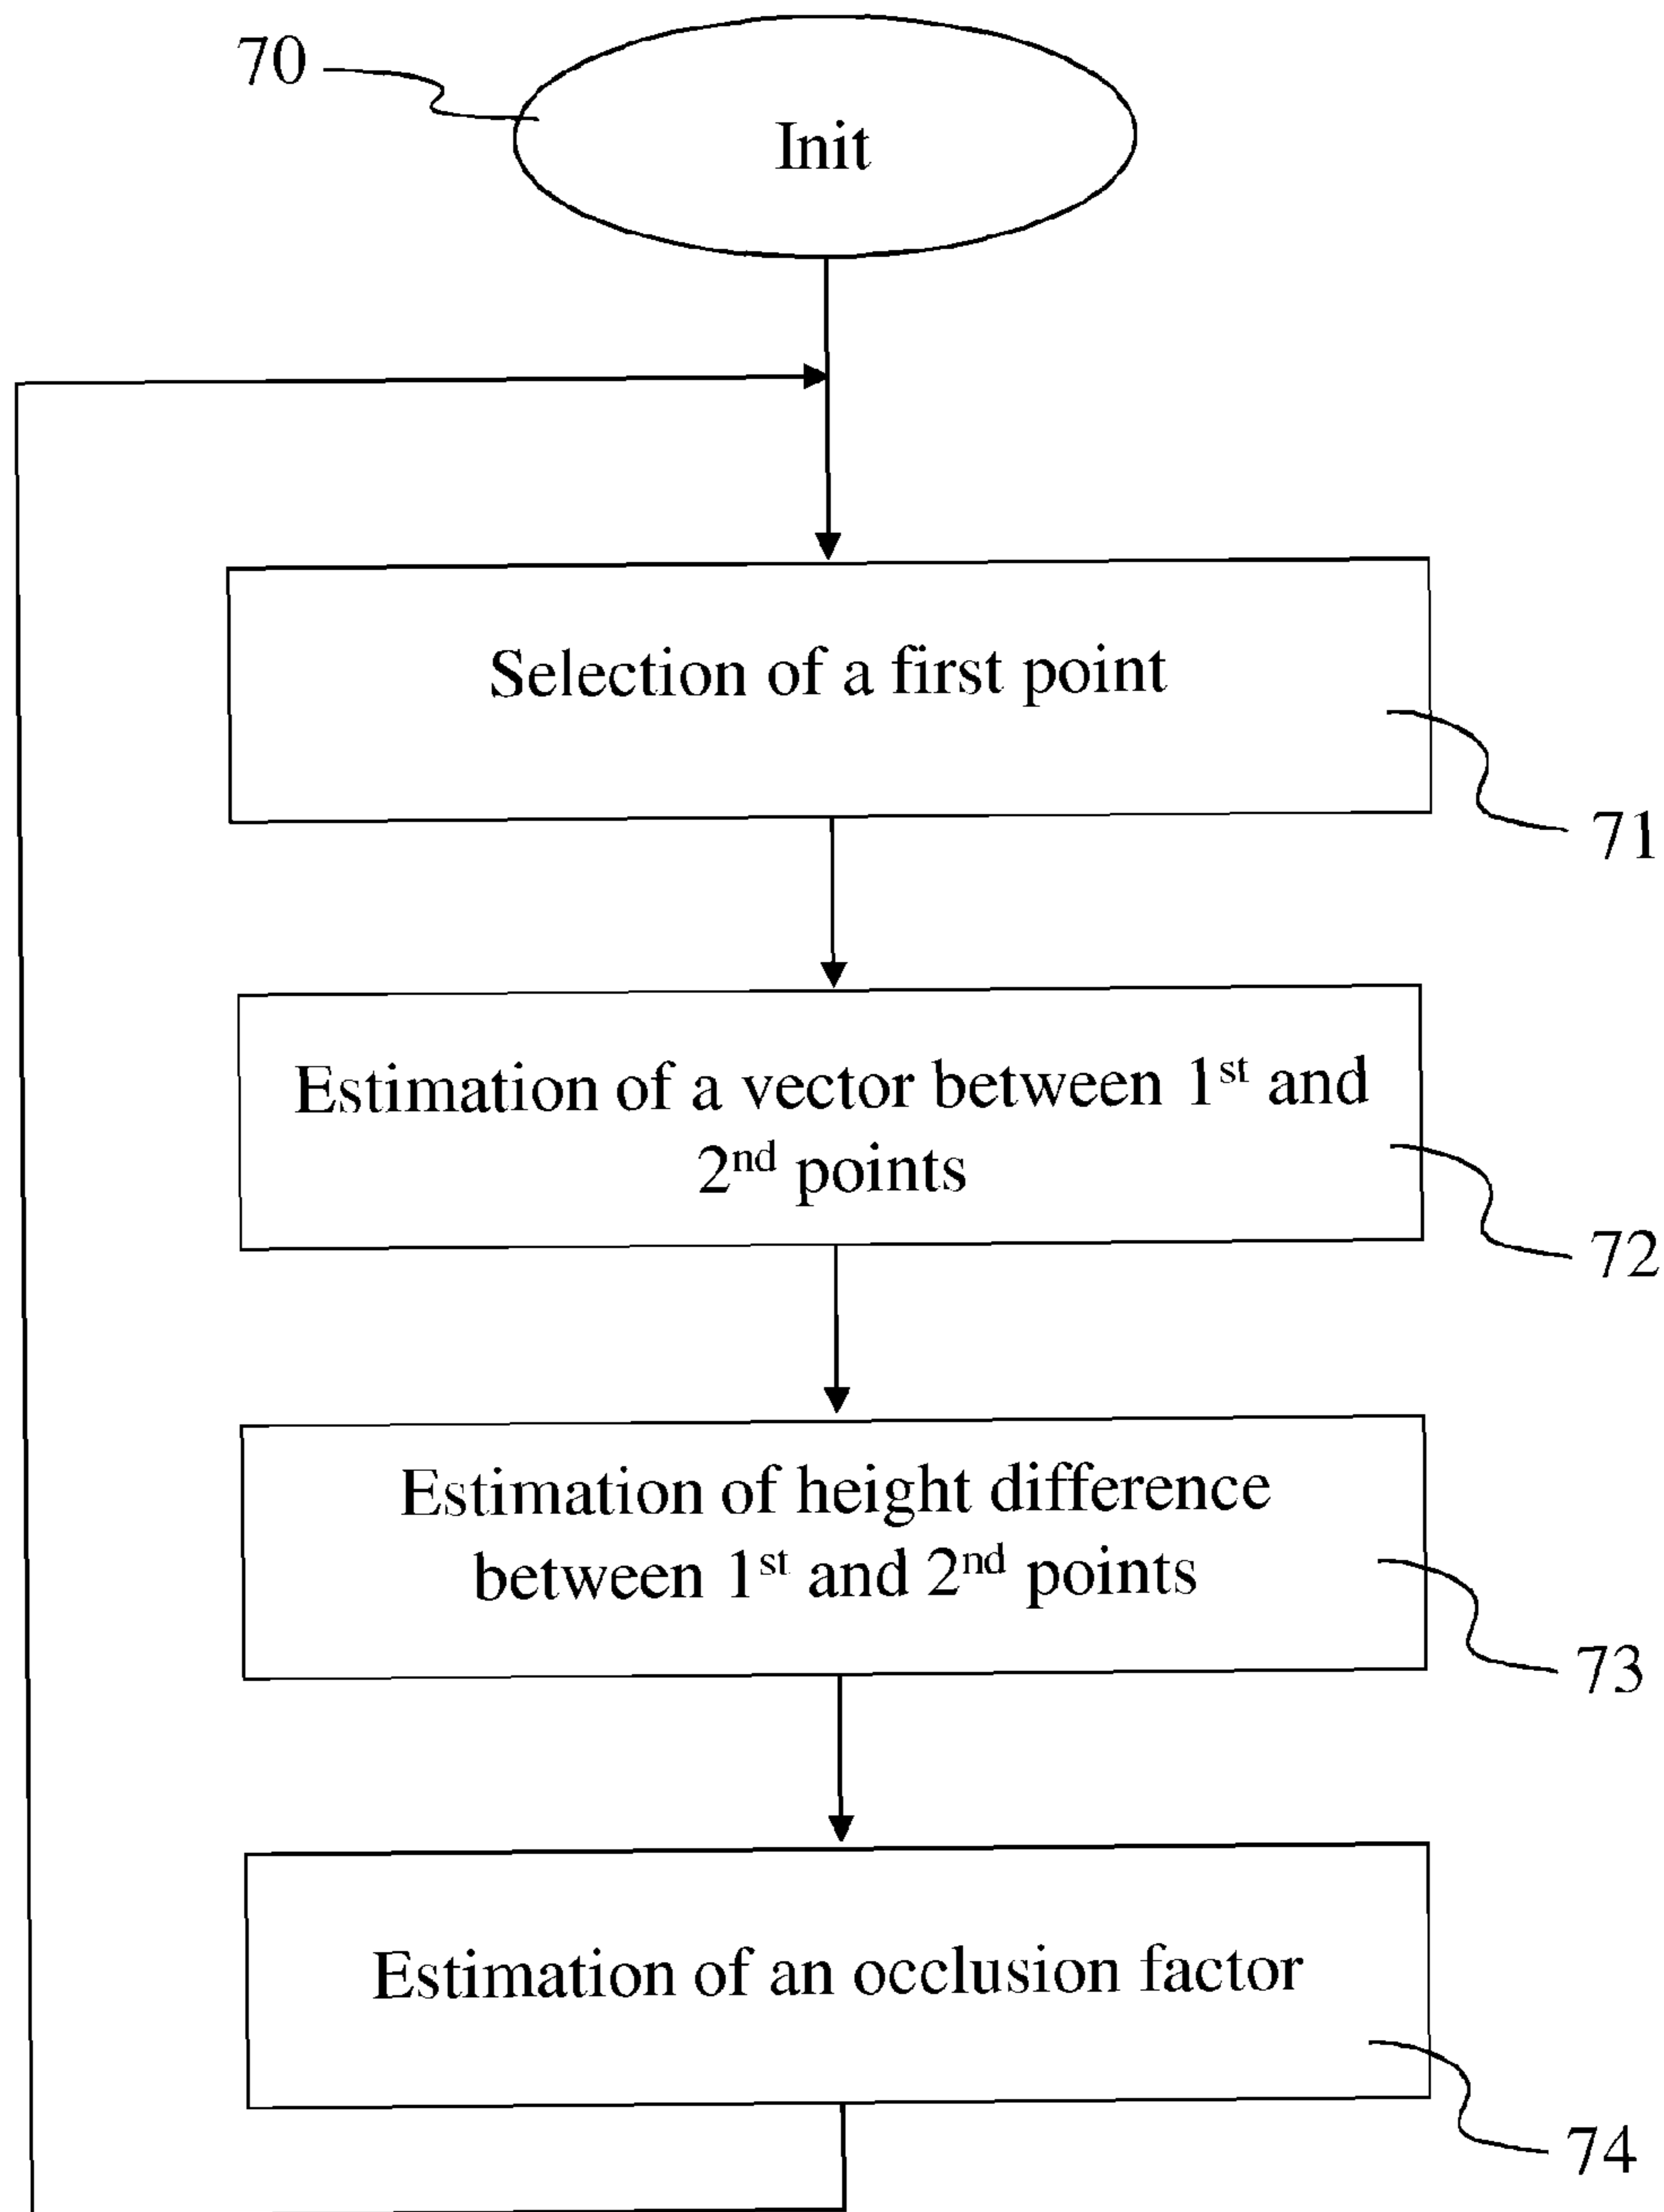 70
Init
Selection of a first point
71
Estimation of a vector between 1st and
2nd points
72
Estimation of height difference
between 1st and 2nd points
73
Estimation of an occlusion factor
74